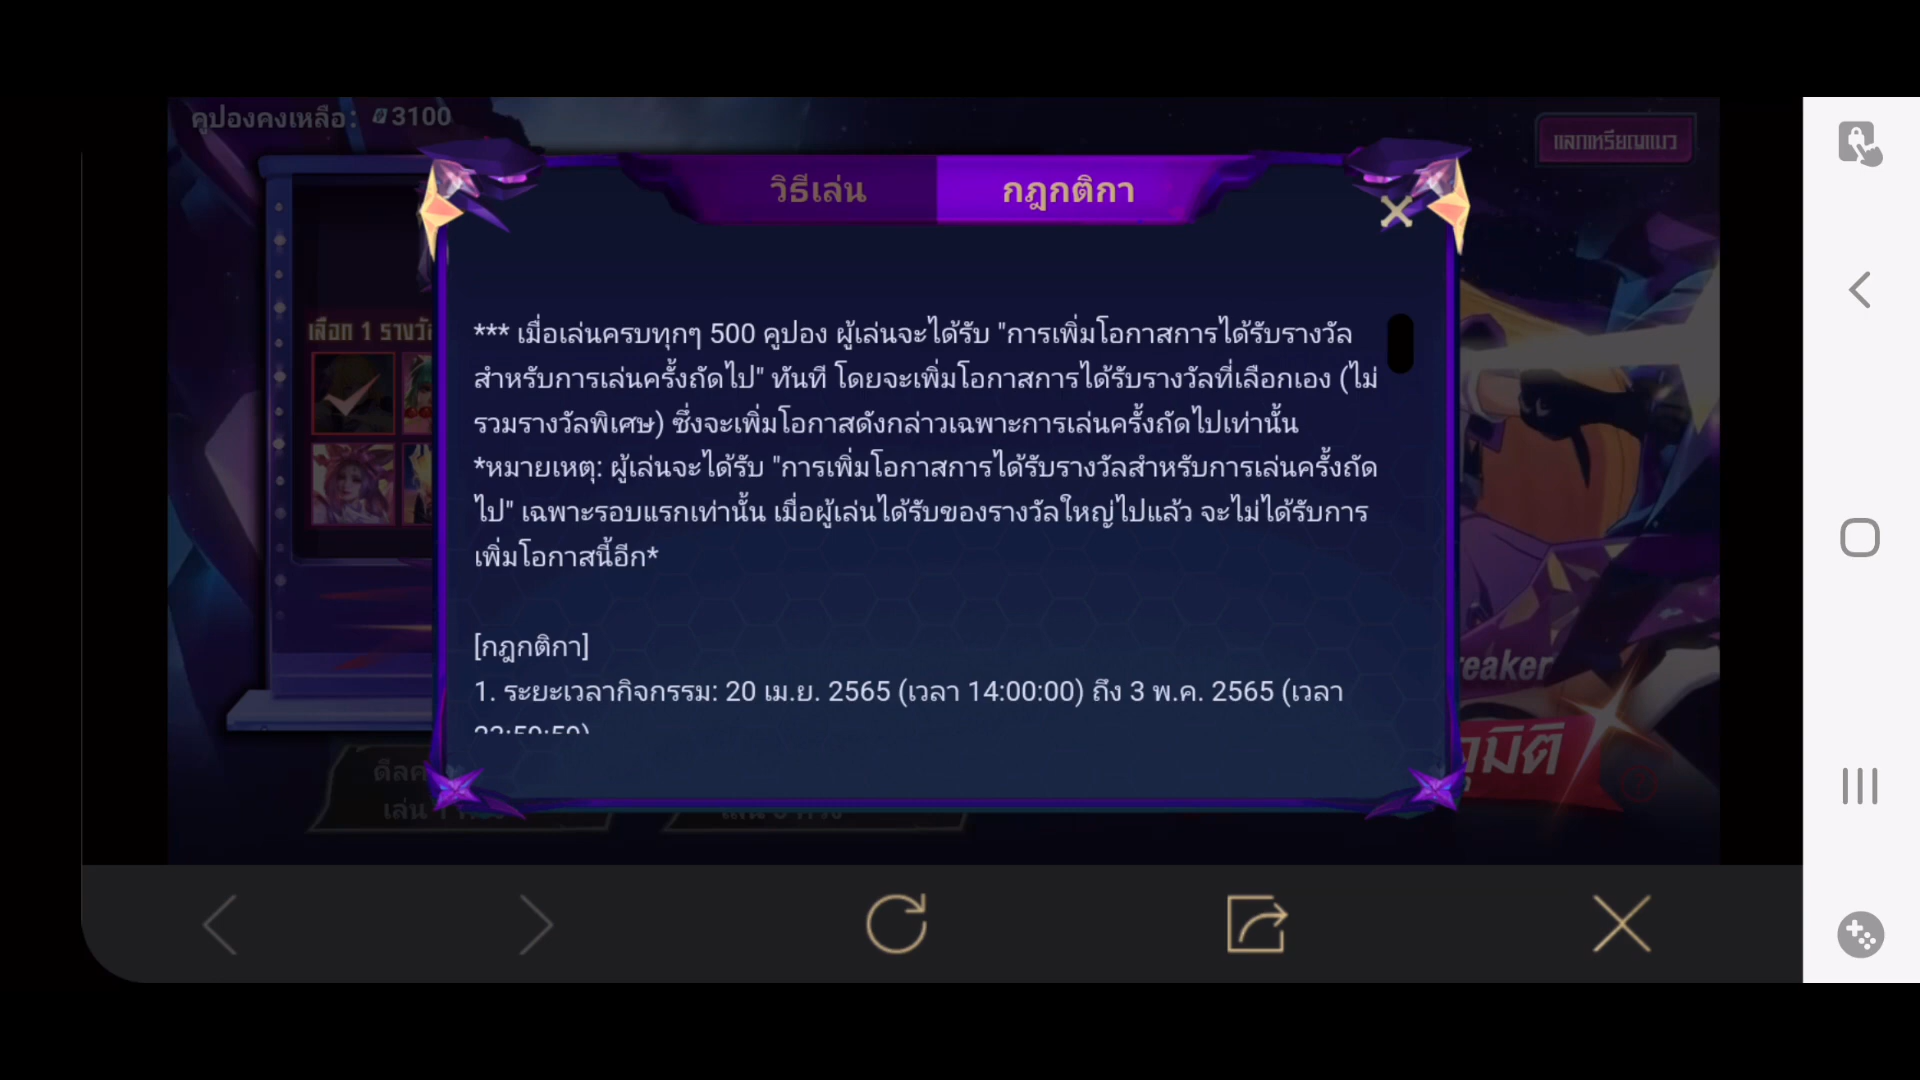 คูปองคงเหลือ: 3100
แลกเหรียญแมว
วิธีเล่น กฎกติกา
เลือก 1
*** เมื่อเล่นครบทุกๆ 500 คูปอง ผู้เล่นจะได้รับ "การเพิ่มโอกาสการได้รับรางวัล
สำหรับการเล่นครั้งถัดไป" ทันที โดยจะเพิ่มโอกาสการได้รับรางวัลที่เลือกเอง (ไม่
รวมรางวัลพิเศษ) ซึ่งจะเพิ่มโอกาสดังกล่าวเฉพาะการเล่นครั้งถัดไปเท่านั้น
*หมายเหตุ: ผู้เล่นจะได้รับ "การเพิ่มโอกาสการได้รับรางวัลสำหรับการเล่นครั้งถัด
ไป" เฉพาะรอบแรกเท่านั้น เมื่อผู้เล่นได้รับของรางวัลใหญ่ไปแล้ว จะไม่ได้รับการ
เพิ่มโอกาสนี้อีก*
[กฎกติกา]
1. ระยะเวลากิจกรรม: 20 เม.ย. 2565 (เวลา 14:00:00) ถึง 3 พ.ค. 2565 (เวลา
23:59:59)
reaker